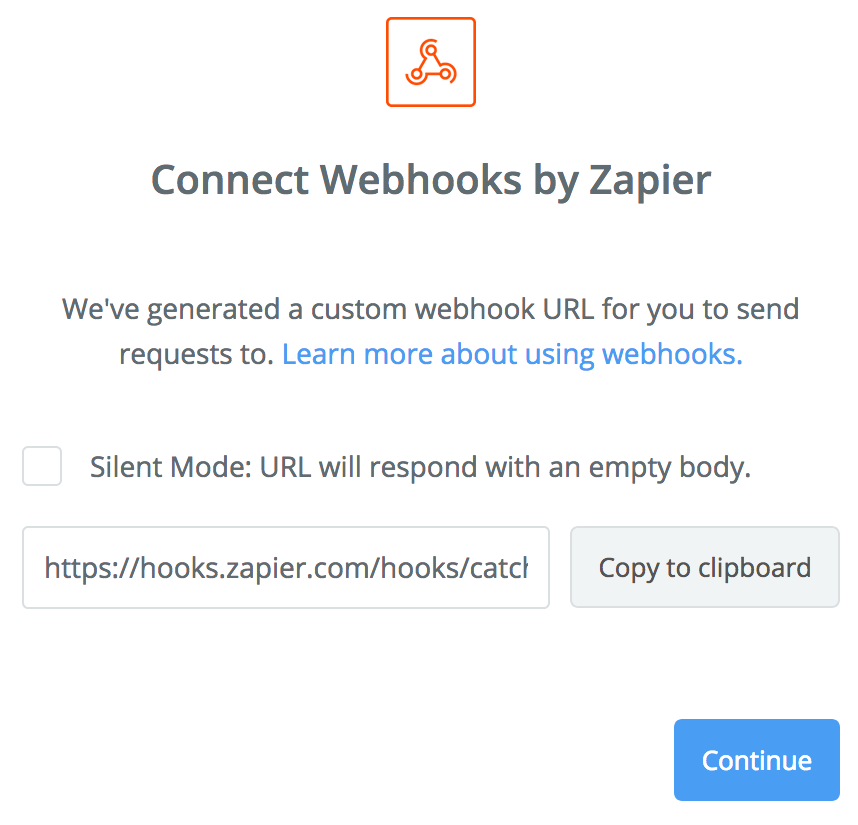 Connect Webhooks by Zapier
We've generated a custom webhook URL for you to send
requests to. Learn more about using webhooks.
Silent Mode: URL will respond with an empty body.
https://hooks.zapier.com/hooks/catch
Copy to clipboard
Continue